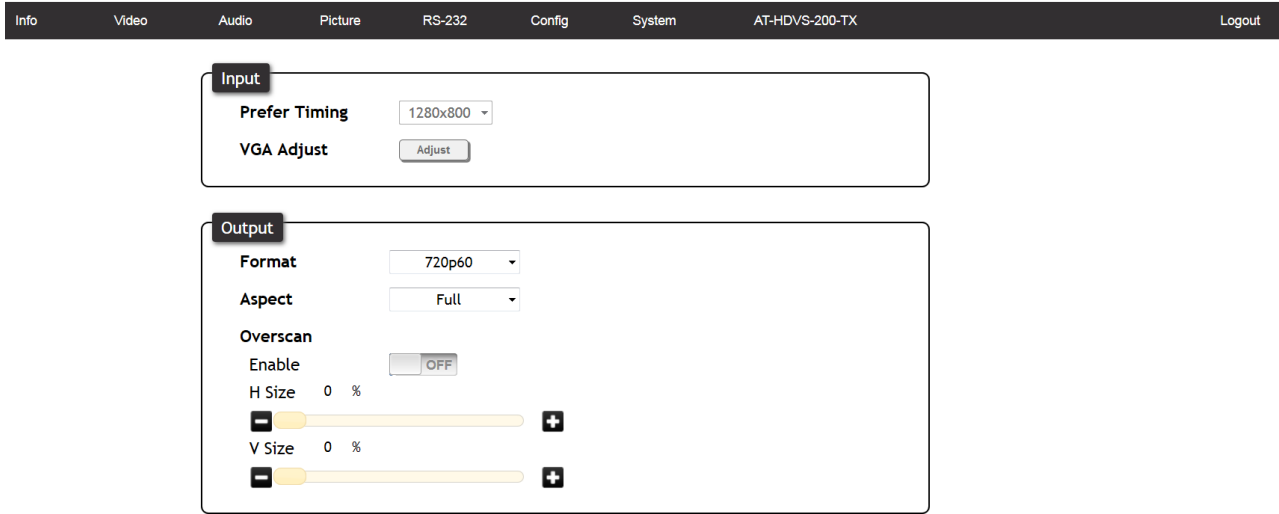 Info Video Audio Picture RS-232 Config System AT-HDVS-200-TX Logout
Input
Prefer Timing 1280x800
VGA Adjust Adjust
Output
Format 720p60
Aspect Full
Overscan
Enable OFF
H Size 0 %
V Size 0 %